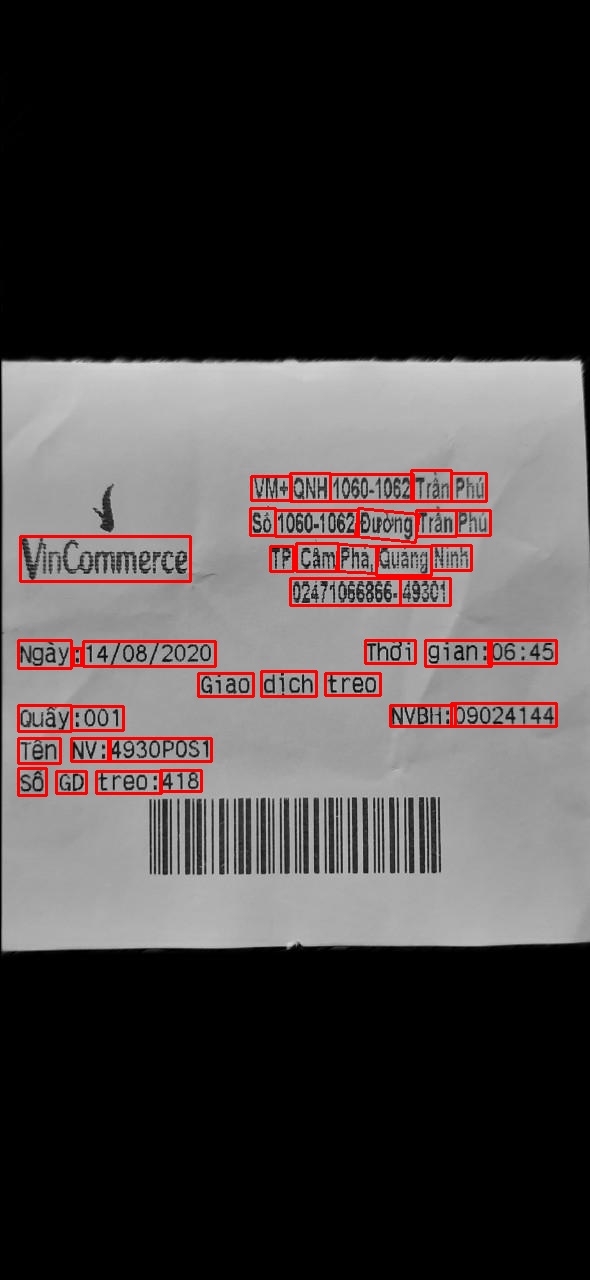 VM+ QNH 1060-1062 Trần Phú
Số 1060-1062 Đường Trần Phú
VinCommerce
TP Cẩm Phả, Quảng Ninh
02471066866-49301
Ngày:14/08/2020 Thời gian:06:45
Giao dịch treo
Quầy:001 NVBH:09024144
Tên NV:4930POS1
Số GD treo:418